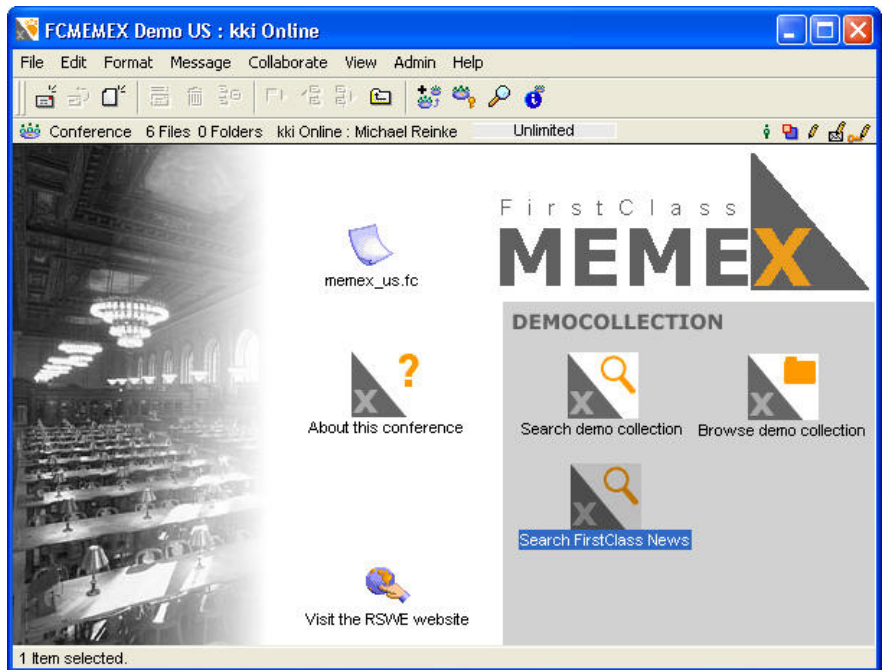 FCMEMEX Demo US : kki Online
File Edit Format Message Collaborate View Admin Help
Conference 6 Files 0 Folders kki Online : Michael Reinke Unlimited
FirstClass
MEMEX
memex_us.fc
DEMOCOLLECTION
X ?
About this conference
X
Search demo collection
X
Browse demo collection
X
Search FirstClass News
Visit the RSWE website
1 Item selected.